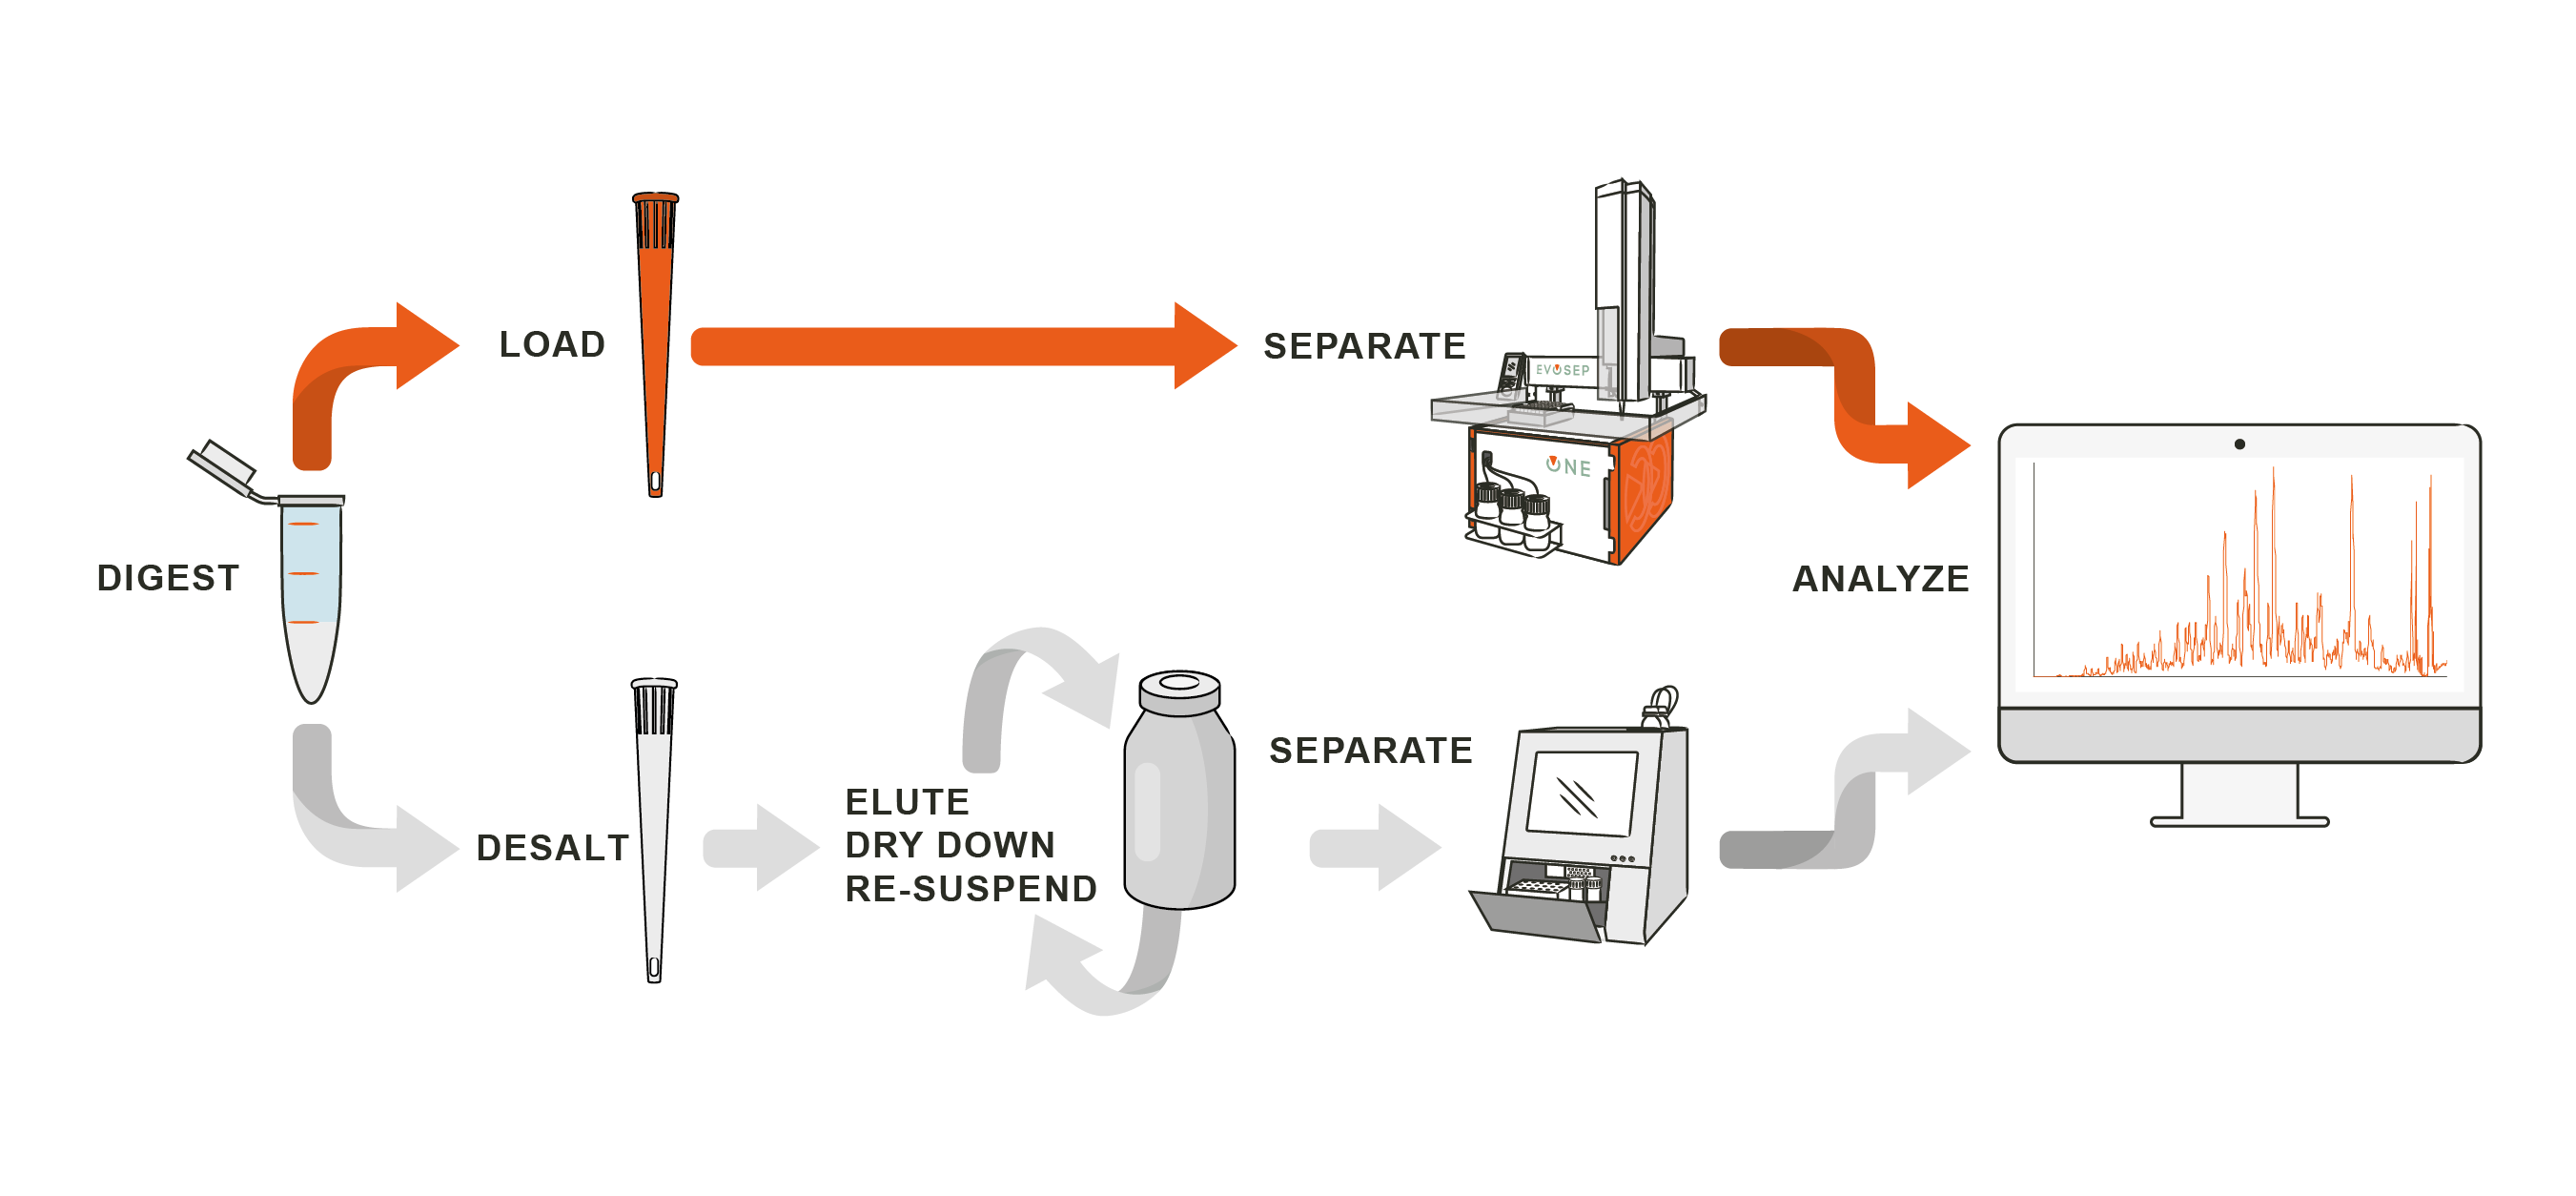 LOAD
SEPARATE
EVOSEP
ONE
DIGEST
ANALYZE
SEPARATE
DESALT
ELUTE
DRY DOWN
RE-SUSPEND